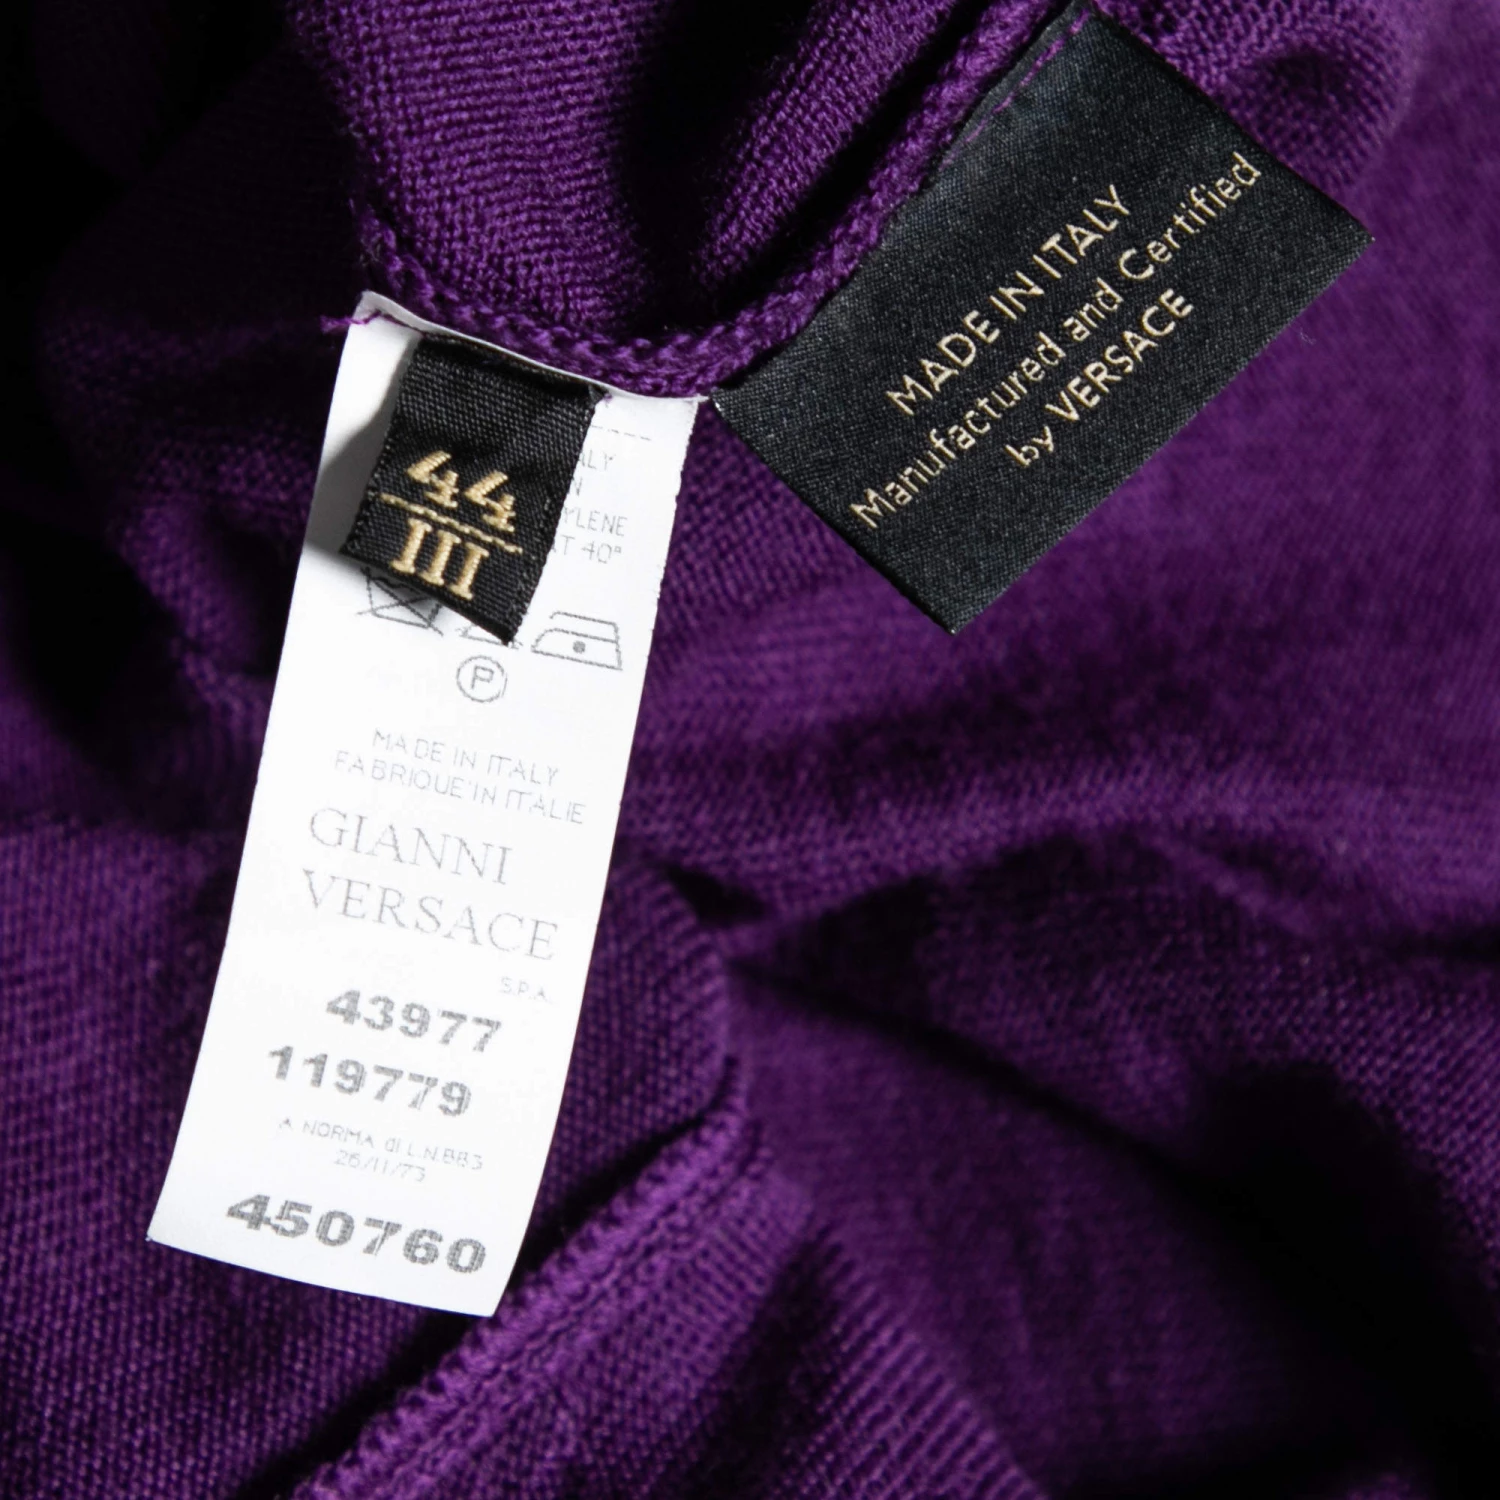 MADE IN ITALY
Manufactured and Certified
by VERSACE
44
III
YLENE
AT 40°
P
MADE IN ITALY
FABRIQUE'IN ITALIE
GIANNI
VERSACE
S.P.A.
43977
119779
A NORMA di L.N.883
26/11/73
450760